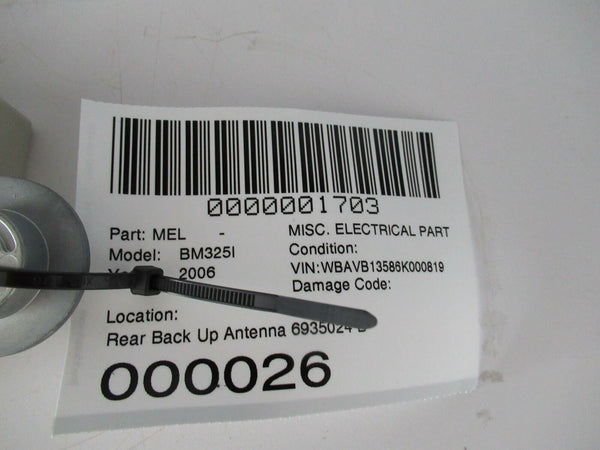 0000001703
Part: MEL - MISC. ELECTRICAL PART
Model: BM325I Condition:
2006 VIN:WBAVB13586K000819
Damage Code:
Location:
Rear Back Up Antenna 6935024
000026